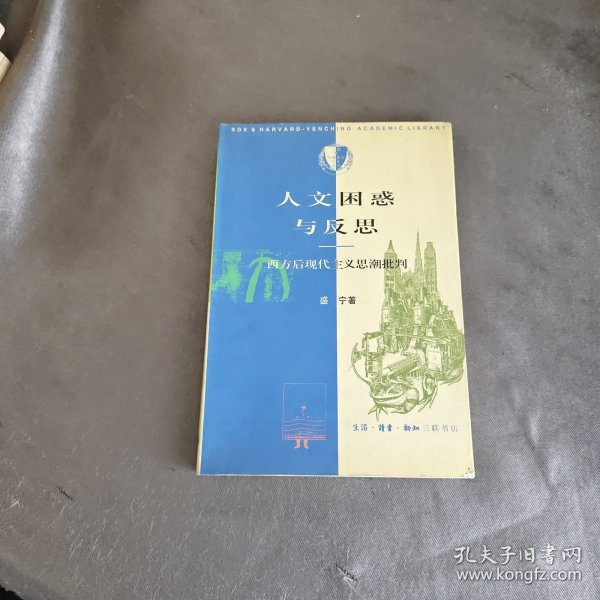 SDX & HARVARD-YENCHING ACADEMIC LIBRARY
人文困惑
与反思
西方后现代主义思潮批判
盛 宁著
生活·读书·新知三联书店
孔夫子旧书网
www.kongfz.com